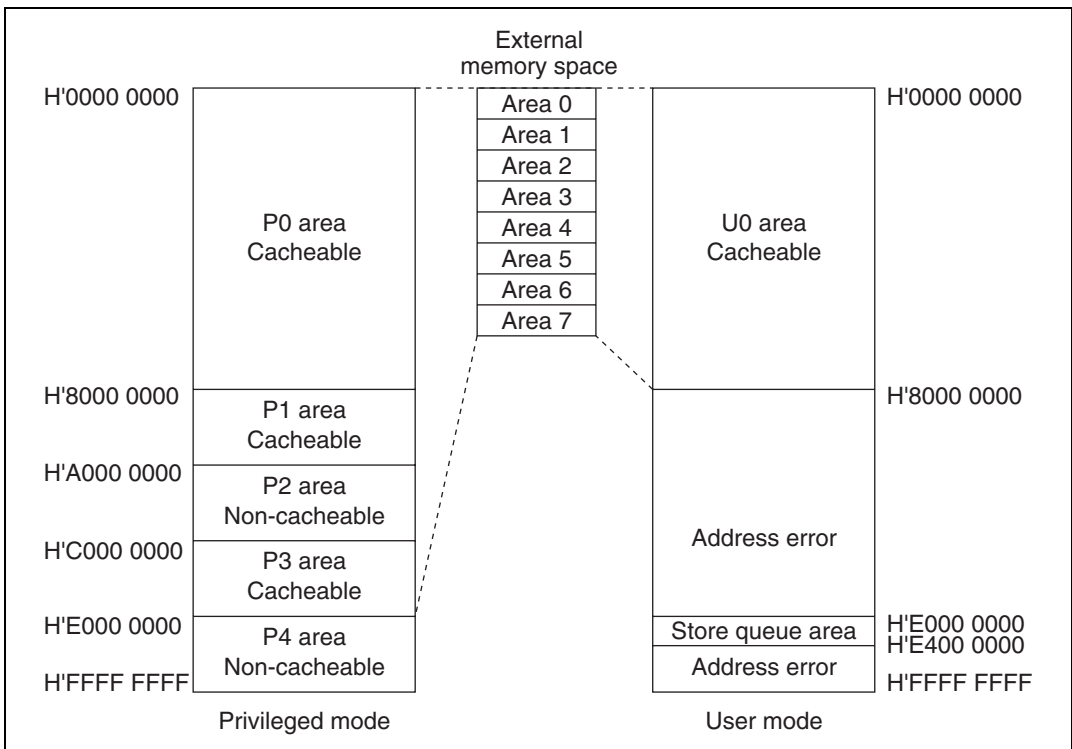 External
memory space
H'0000 0000
H'0000 0000
Area 0
Area 1
Area 2
Area 3
Area 4
Area 5
Area 6
Area 7
P0 area
Cacheable
U0 area
Cacheable
H'8000 0000
H'8000 0000
P1 area
Cacheable
H'A000 0000
P2 area
Non-cacheable
H'C000 0000
P3 area
Cacheable
Address error
H'E000 0000
P4 area
Non-cacheable
Store queue area
H'E000 0000
H'E400 0000
Address error
H'FFFF FFFF
H'FFFF FFFF
Privileged mode
User mode